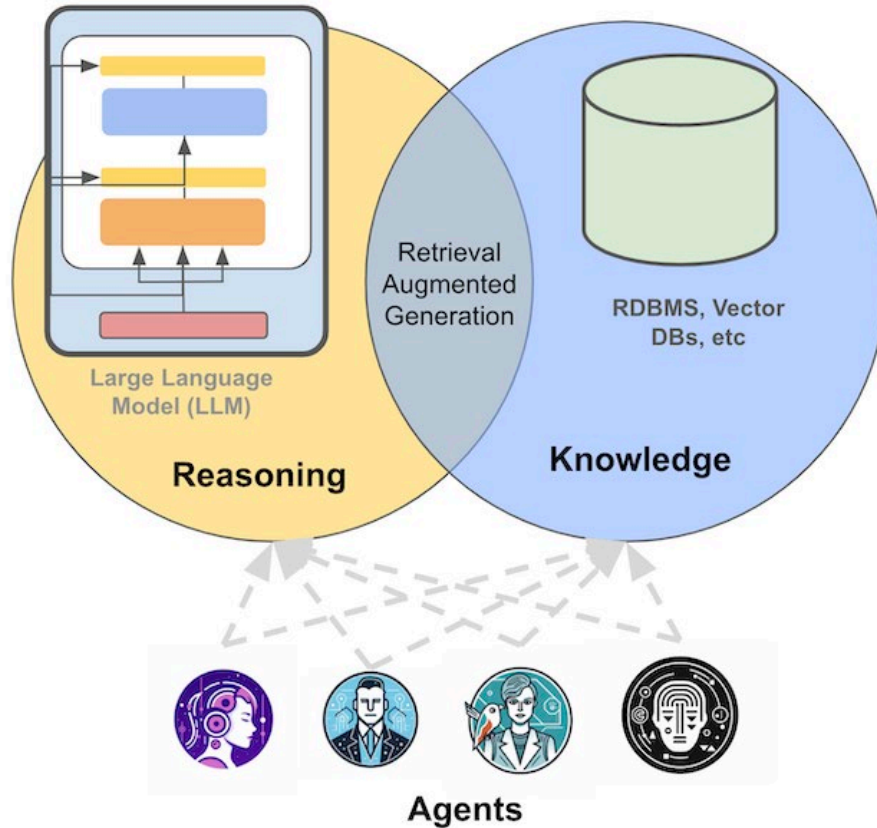 Retrieval
Augmented
Generation
RDBMS, Vector
DBs, etc
Large Language
Model (LLM)
Reasoning
Knowledge
Agents